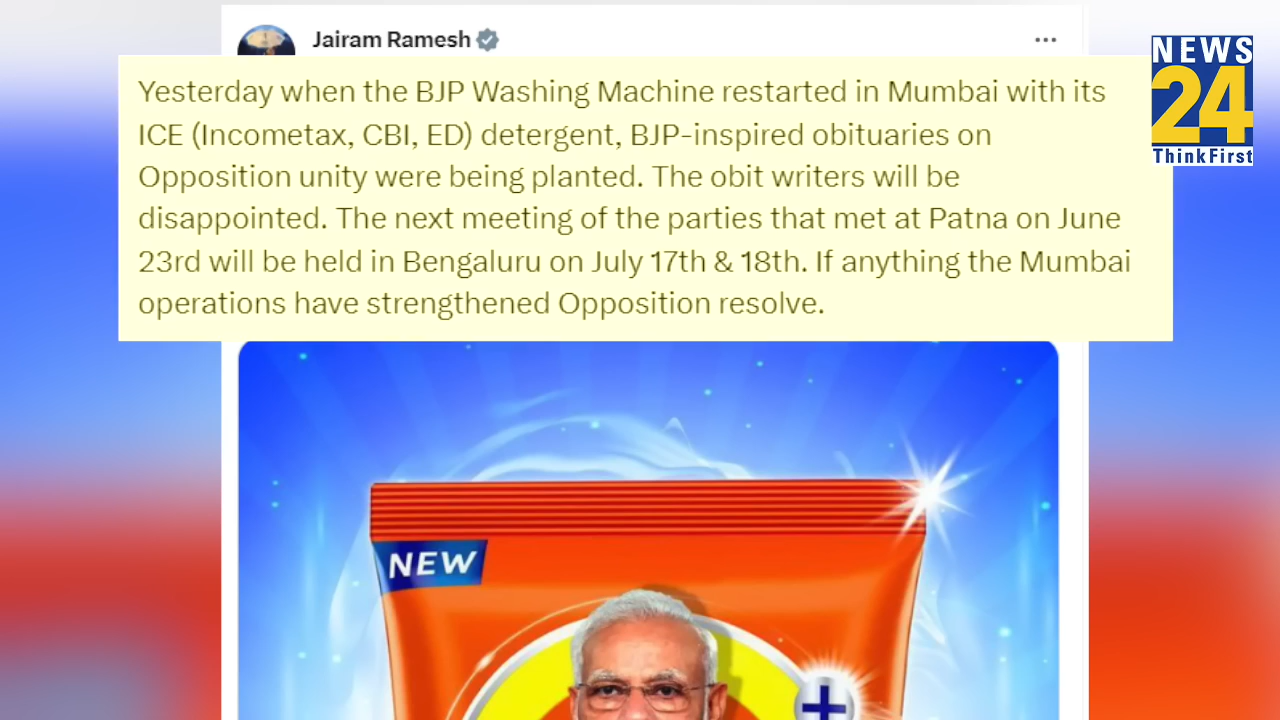 Jairam Ramesh
NEWS
24
ThinkFirst
Yesterday when the BJP Washing Machine restarted in Mumbai with its
ICE (Incometax, CBI, ED) detergent, BJP-inspired obituaries on
Opposition unity were being planted. The obit writers will be
disappointed. The next meeting of the parties that met at Patna on June
23rd will be held in Bengaluru on July 17th & 18th. If anything the Mumbai
operations have strengthened Opposition resolve.
NEW
+